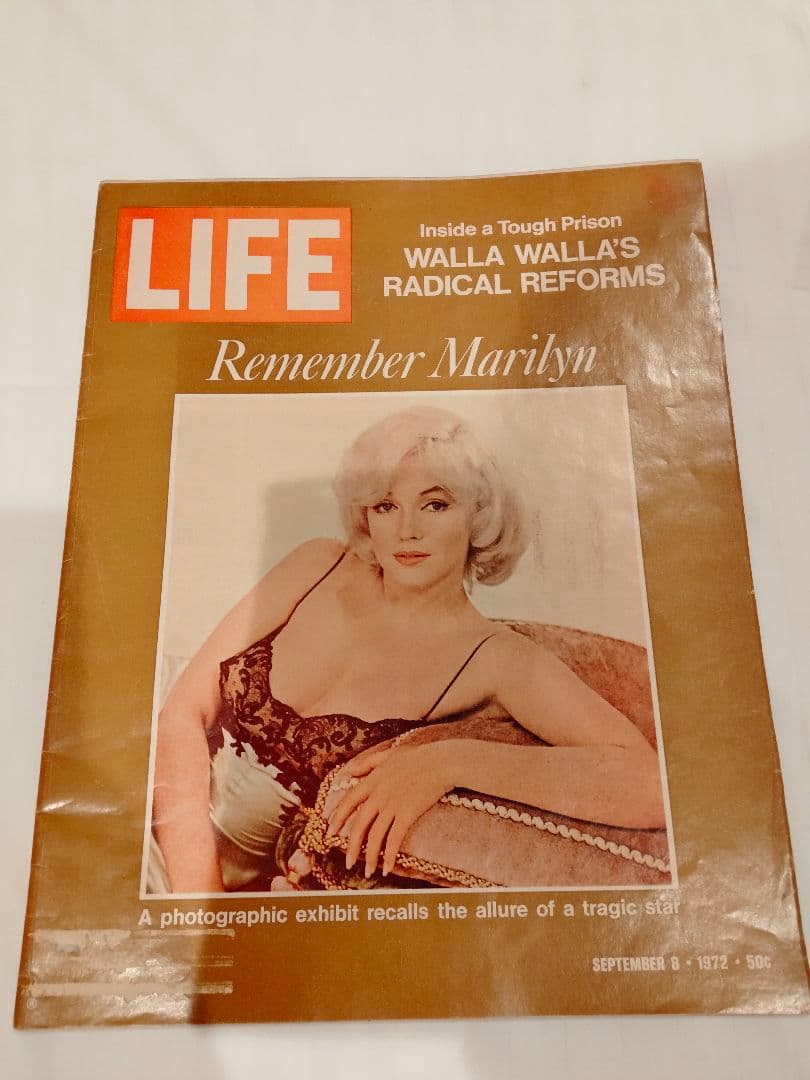 LIFE
Inside a Tough Prison
WALLA WALLA'S
RADICAL REFORMS
Remember Marilyn
A photographic exhibit recalls the allure of a tragic star
SEPTEMBER 8 • 1972 • 50¢
®